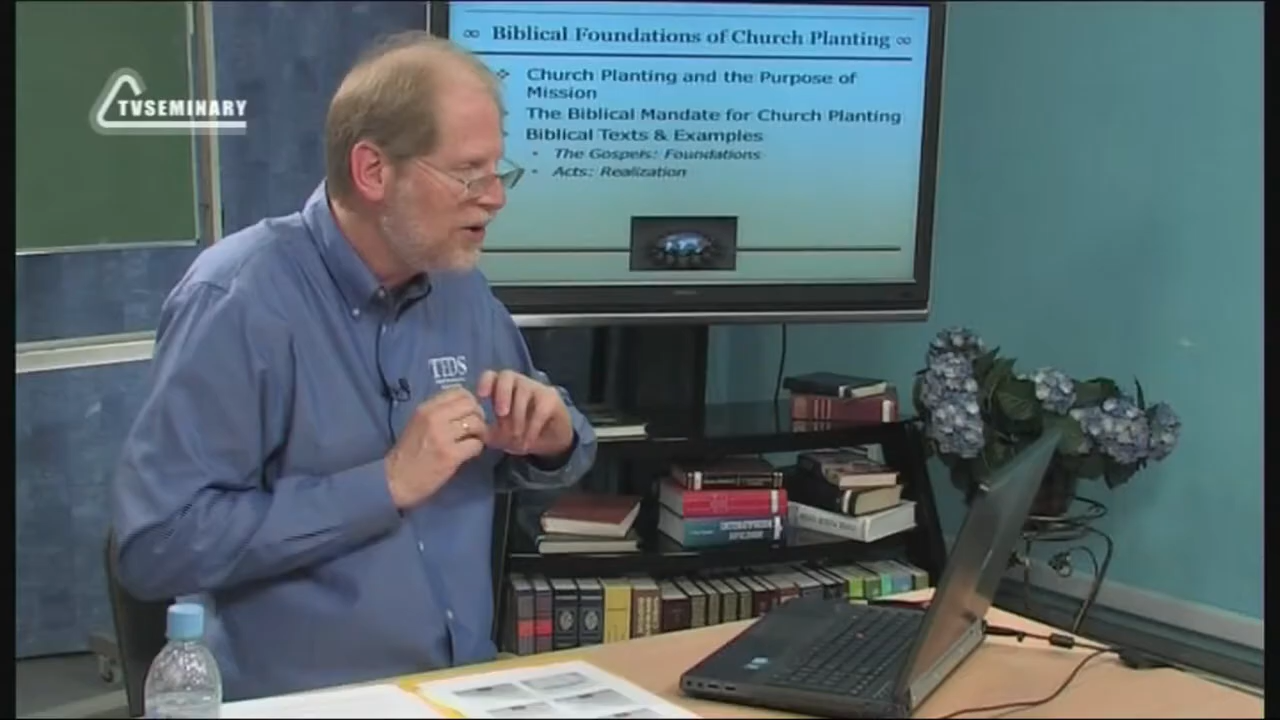 TVSEMINARY
∞ Biblical Foundations of Church Planting ∞
Church Planting and the Purpose of
Mission
The Biblical Mandate for Church Planting
Biblical Texts & Examples
• The Gospels: Foundations
• Acts: Realization
TEDS